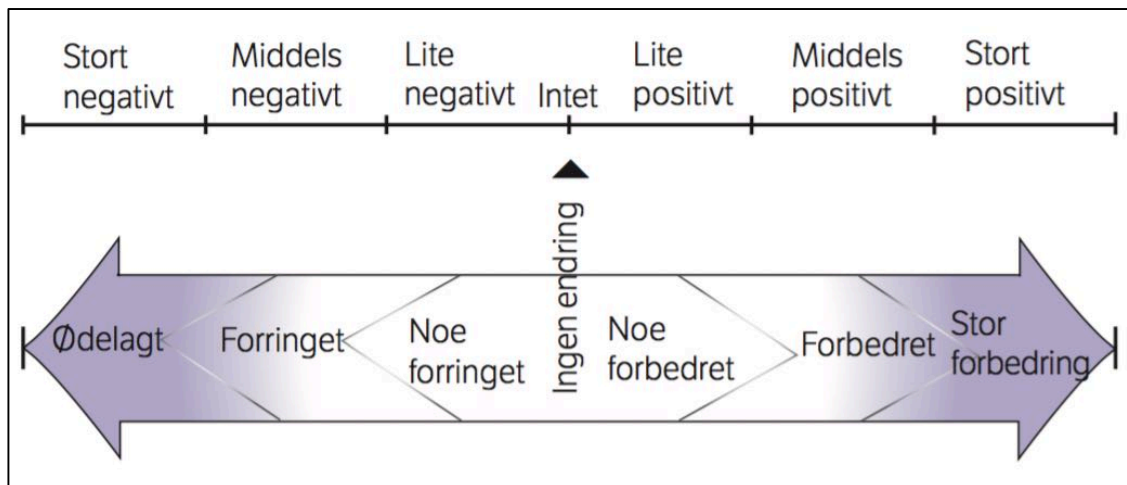 Stort
negativt
Middels
negativt
Lite
negativt
Intet
Lite
positivt
Middels
positivt
Stort
positivt
Ingen endring
Ødelagt
Forringet
Noe
forringet
Noe
forbedret
Forbedret
Stor
forbedring